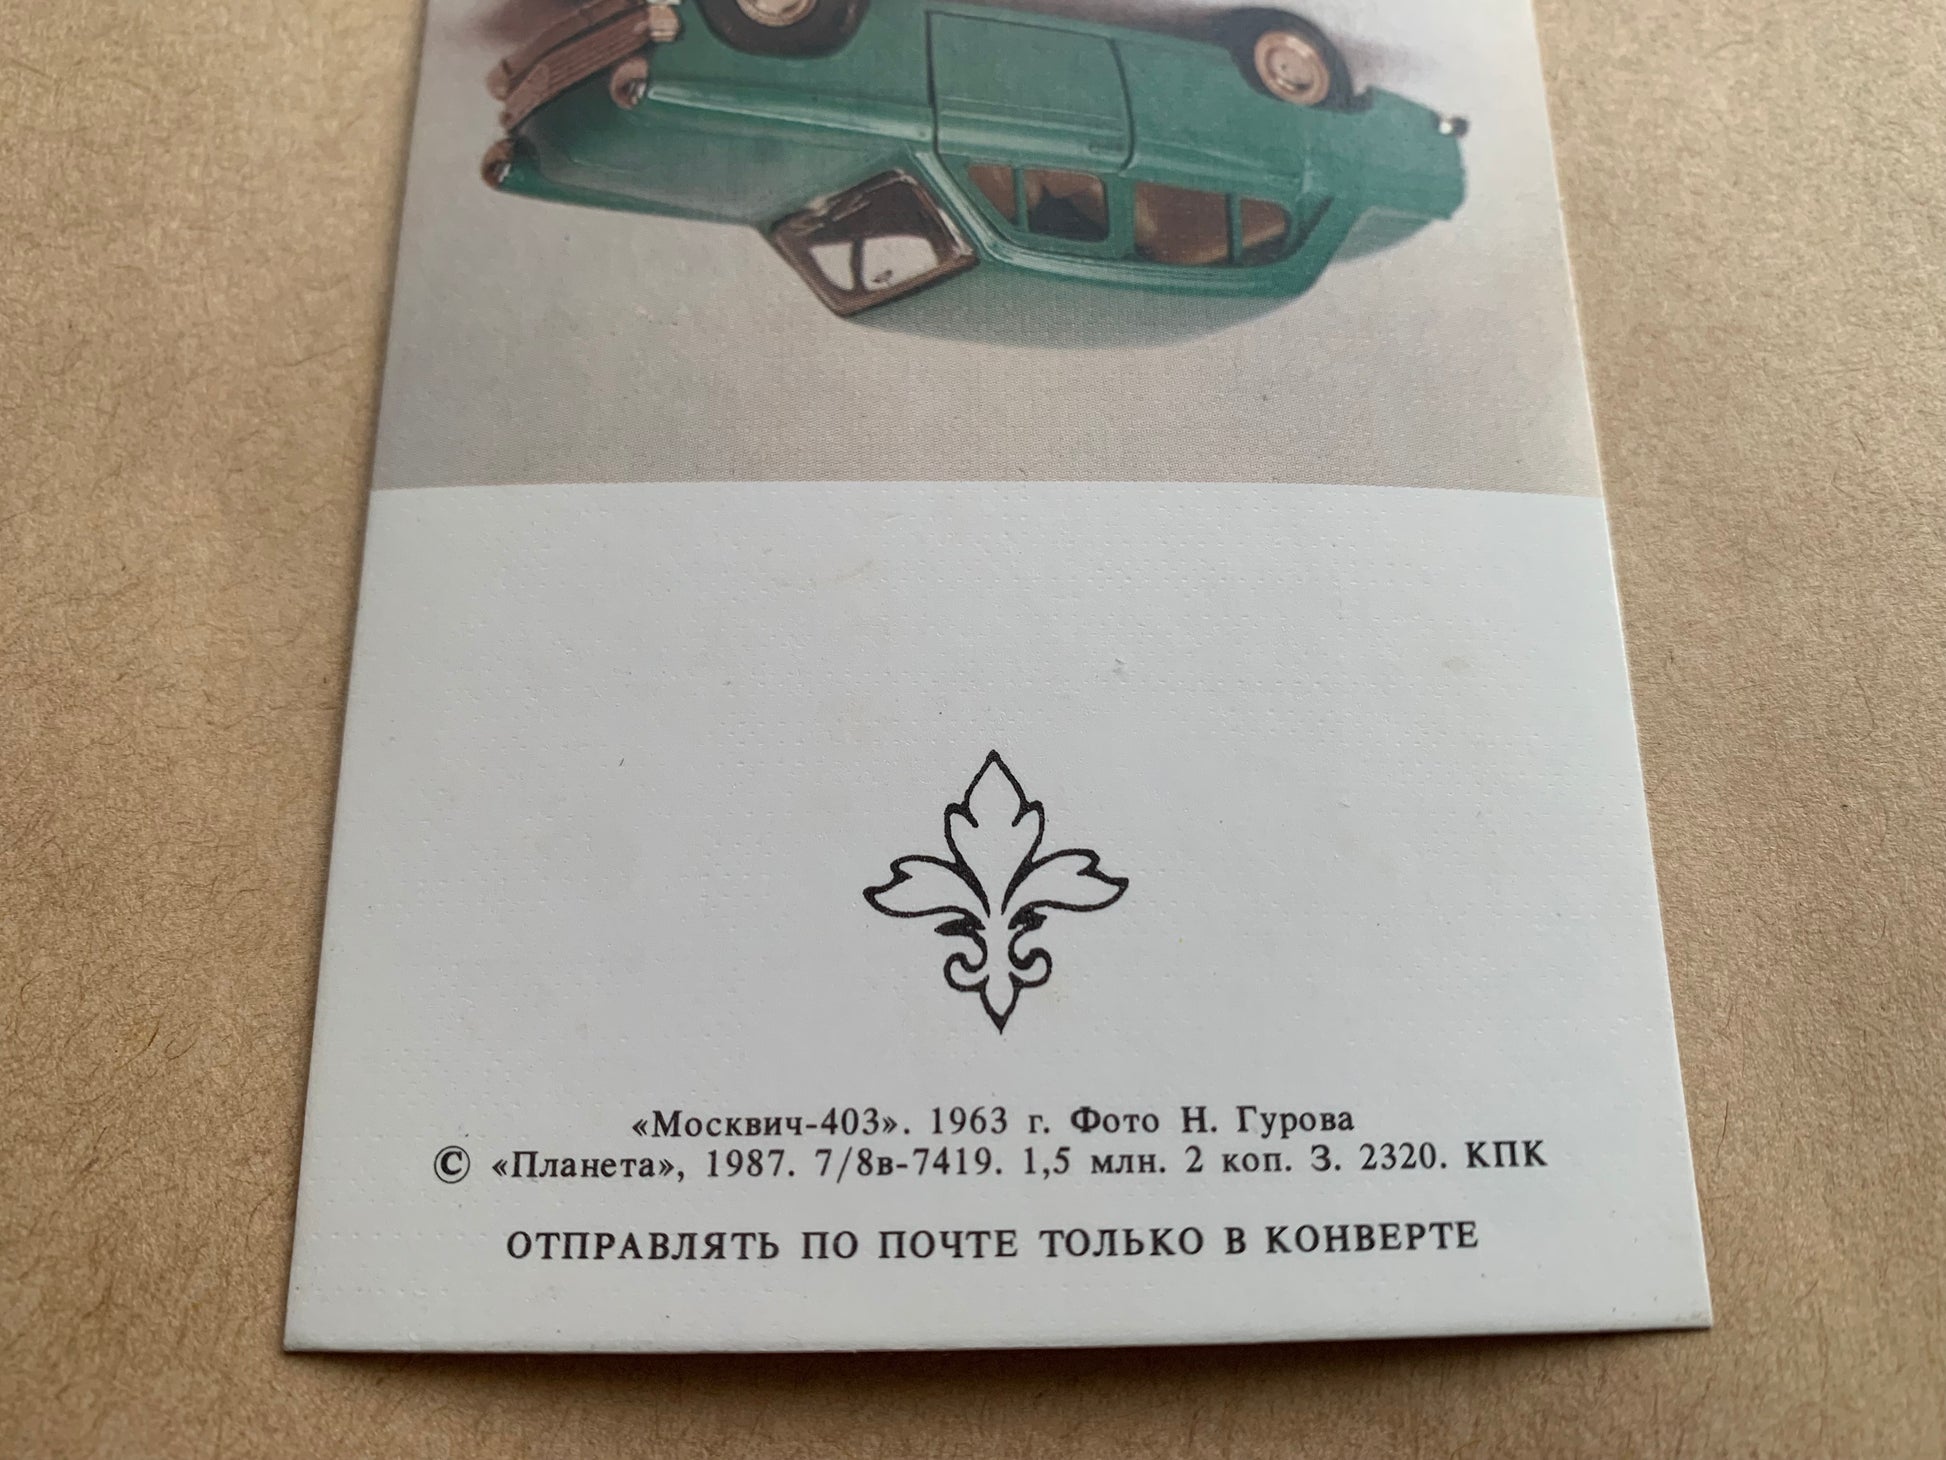 «Москвич-403». 1963 г. Фото Н. Гурова
© «Планета», 1987. 7/8в-7419. 1,5 млн. 2 коп. З. 2320. КПК
ОТПРАВЛЯТЬ ПО ПОЧТЕ ТОЛЬКО В КОНВЕРТЕ